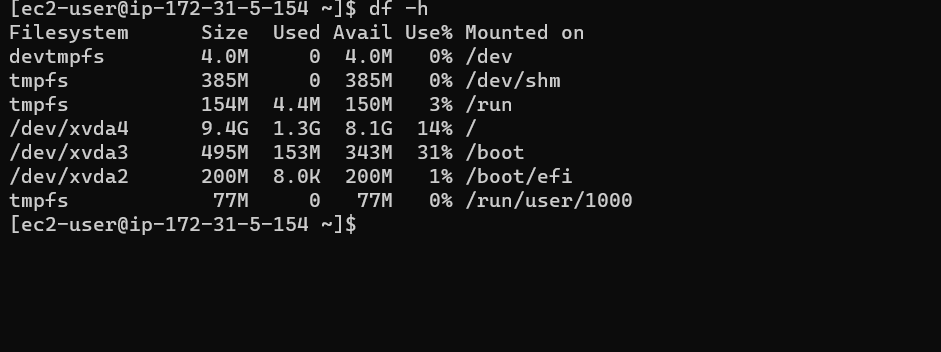 [ec2-user@ip-172-31-5-154 ~]$ df -h
Filesystem      Size  Used Avail Use% Mounted on
devtmpfs        4.0M     0  4.0M   0% /dev
tmpfs           385M     0  385M   0% /dev/shm
tmpfs           154M  4.4M  150M   3% /run
/dev/xvda4      9.4G  1.3G  8.1G  14% /
/dev/xvda3      495M  153M  343M  31% /boot
/dev/xvda2      200M  8.0K  200M   1% /boot/efi
tmpfs            77M     0   77M   0% /run/user/1000
[ec2-user@ip-172-31-5-154 ~]$